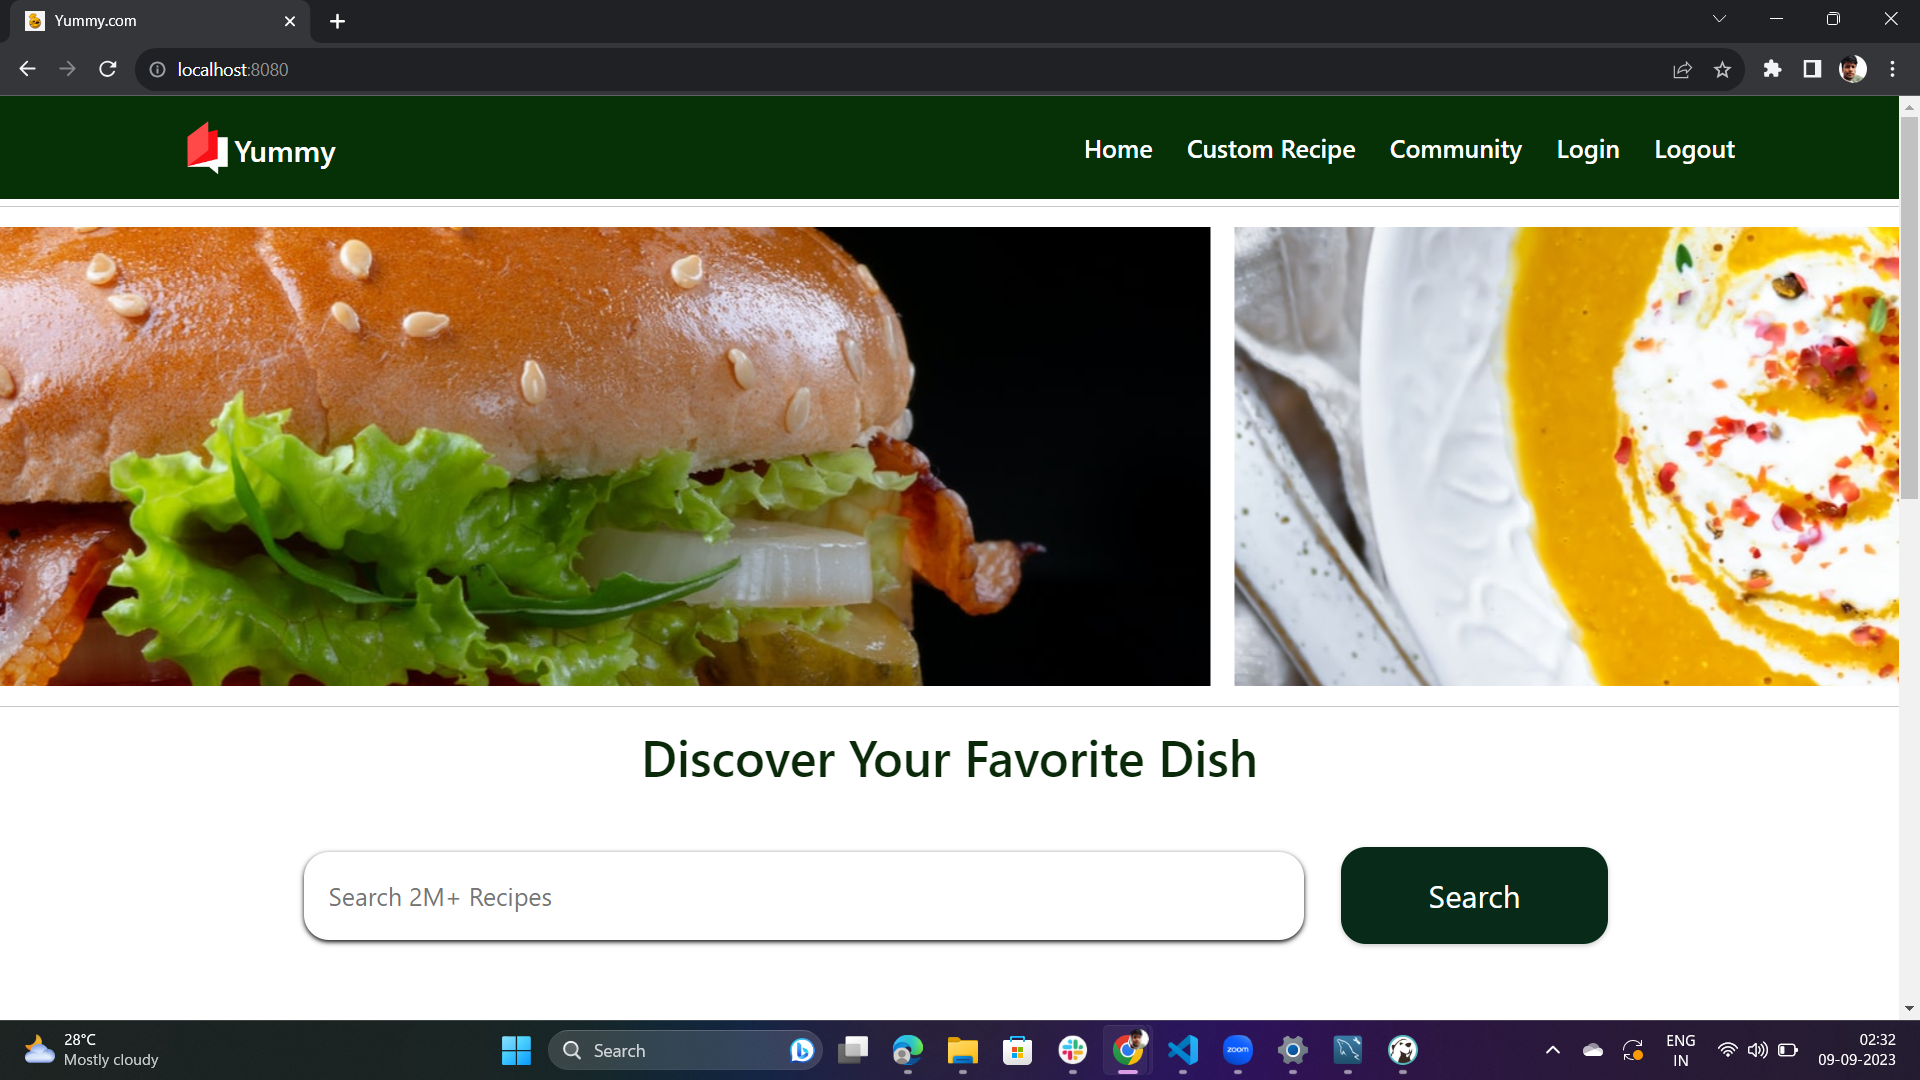 Yummy.com
localhost:8080
Yummy
Home Custom Recipe Community Login Logout
Discover Your Favorite Dish
Search 2M+ Recipes
Search
28°C
Mostly cloudy
Search
zoom
ENG
IN
02:32
09-09-2023